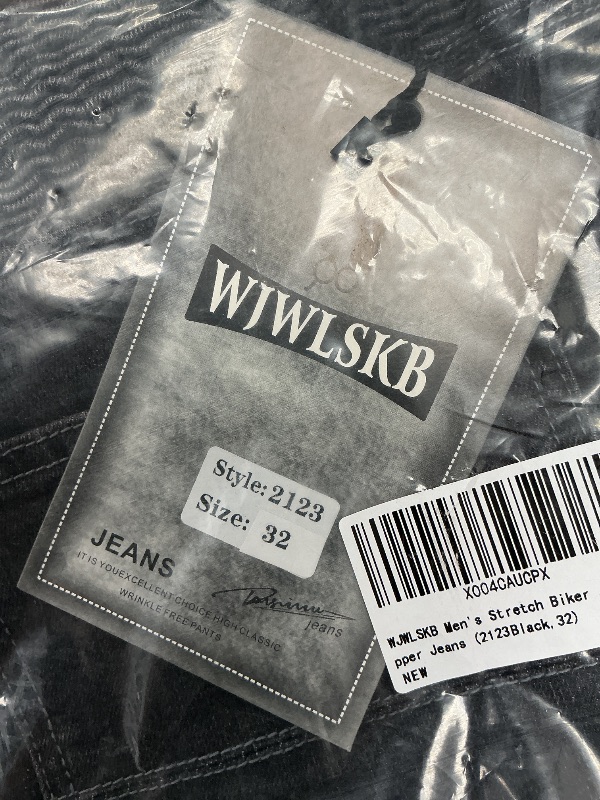 WJWLSKB
Style: 2123
Size: 32
JEANS
IT IS YOUEXCELLENT CHOICE HIGH CLASSIC
WRINKLE FREE PANTS
jeans
X004CAUCPX
WJWLSKB Men's Stretch Biker
pper Jeans (2123Black, 32)
NEW